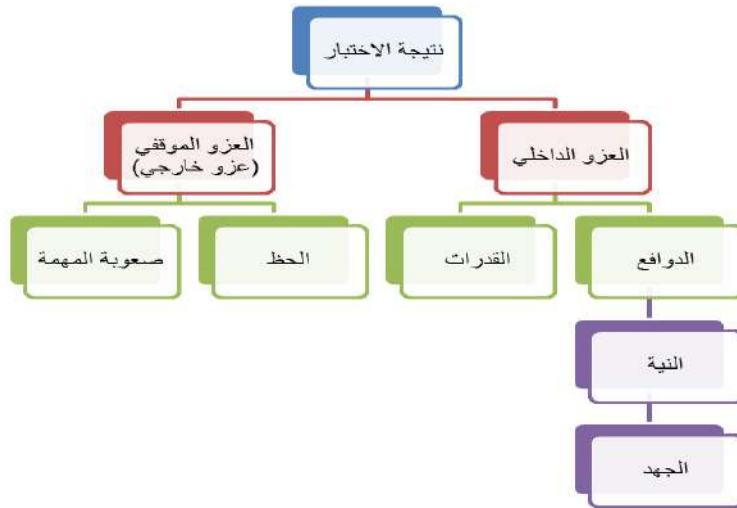 نتيجة الاختبار
العزو الداخلي
العزو الموقفي
(عزو خارجي)
الدوافع
القدرات
الحظ
صعوبة المهمة
النية
الجهد